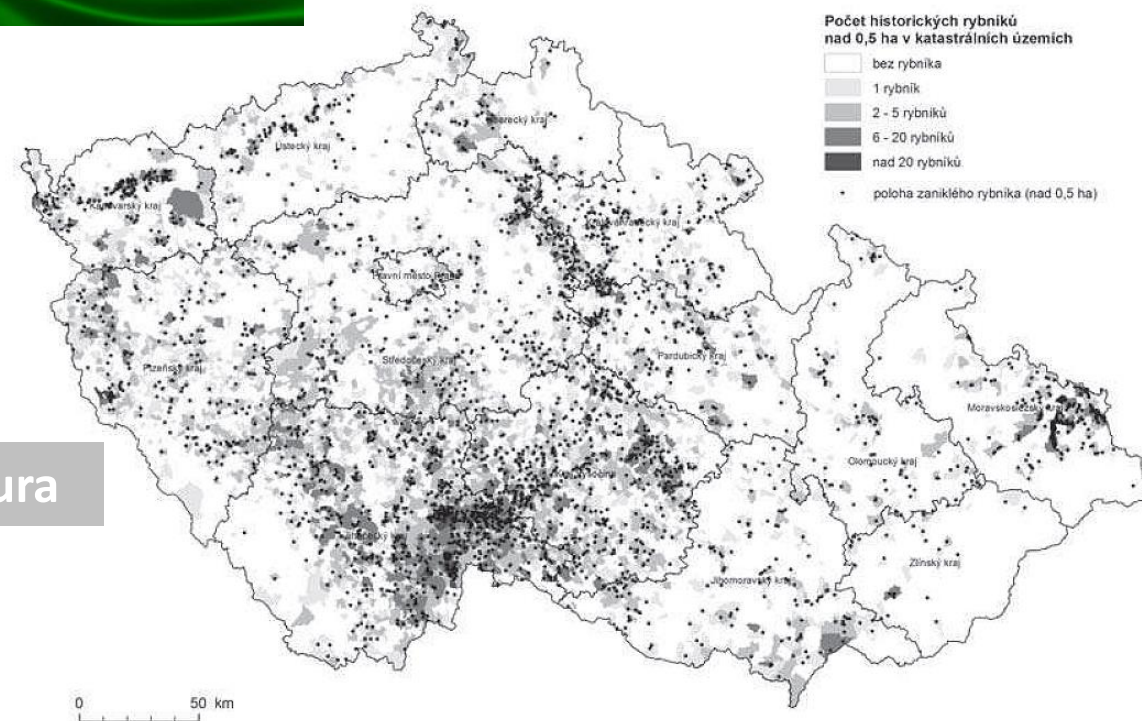 Počet historických rybníků
nad 0,5 ha v katastrálních územích
bez rybníka
1 rybník
2 - 5 rybníků
6 - 20 rybníků
nad 20 rybníků
poloha zaniklého rybníka (nad 0,5 ha)
Ústecký kraj
kraj
Karlovarský kraj
kraj
Hlavní město Praha
Plzeňský kraj
Středočeský kraj
Pardubický kraj
Moravskoslezský kraj
Olomoucký kraj
ura
Zlínský kraj
Jihomoravský kraj
0 50 km